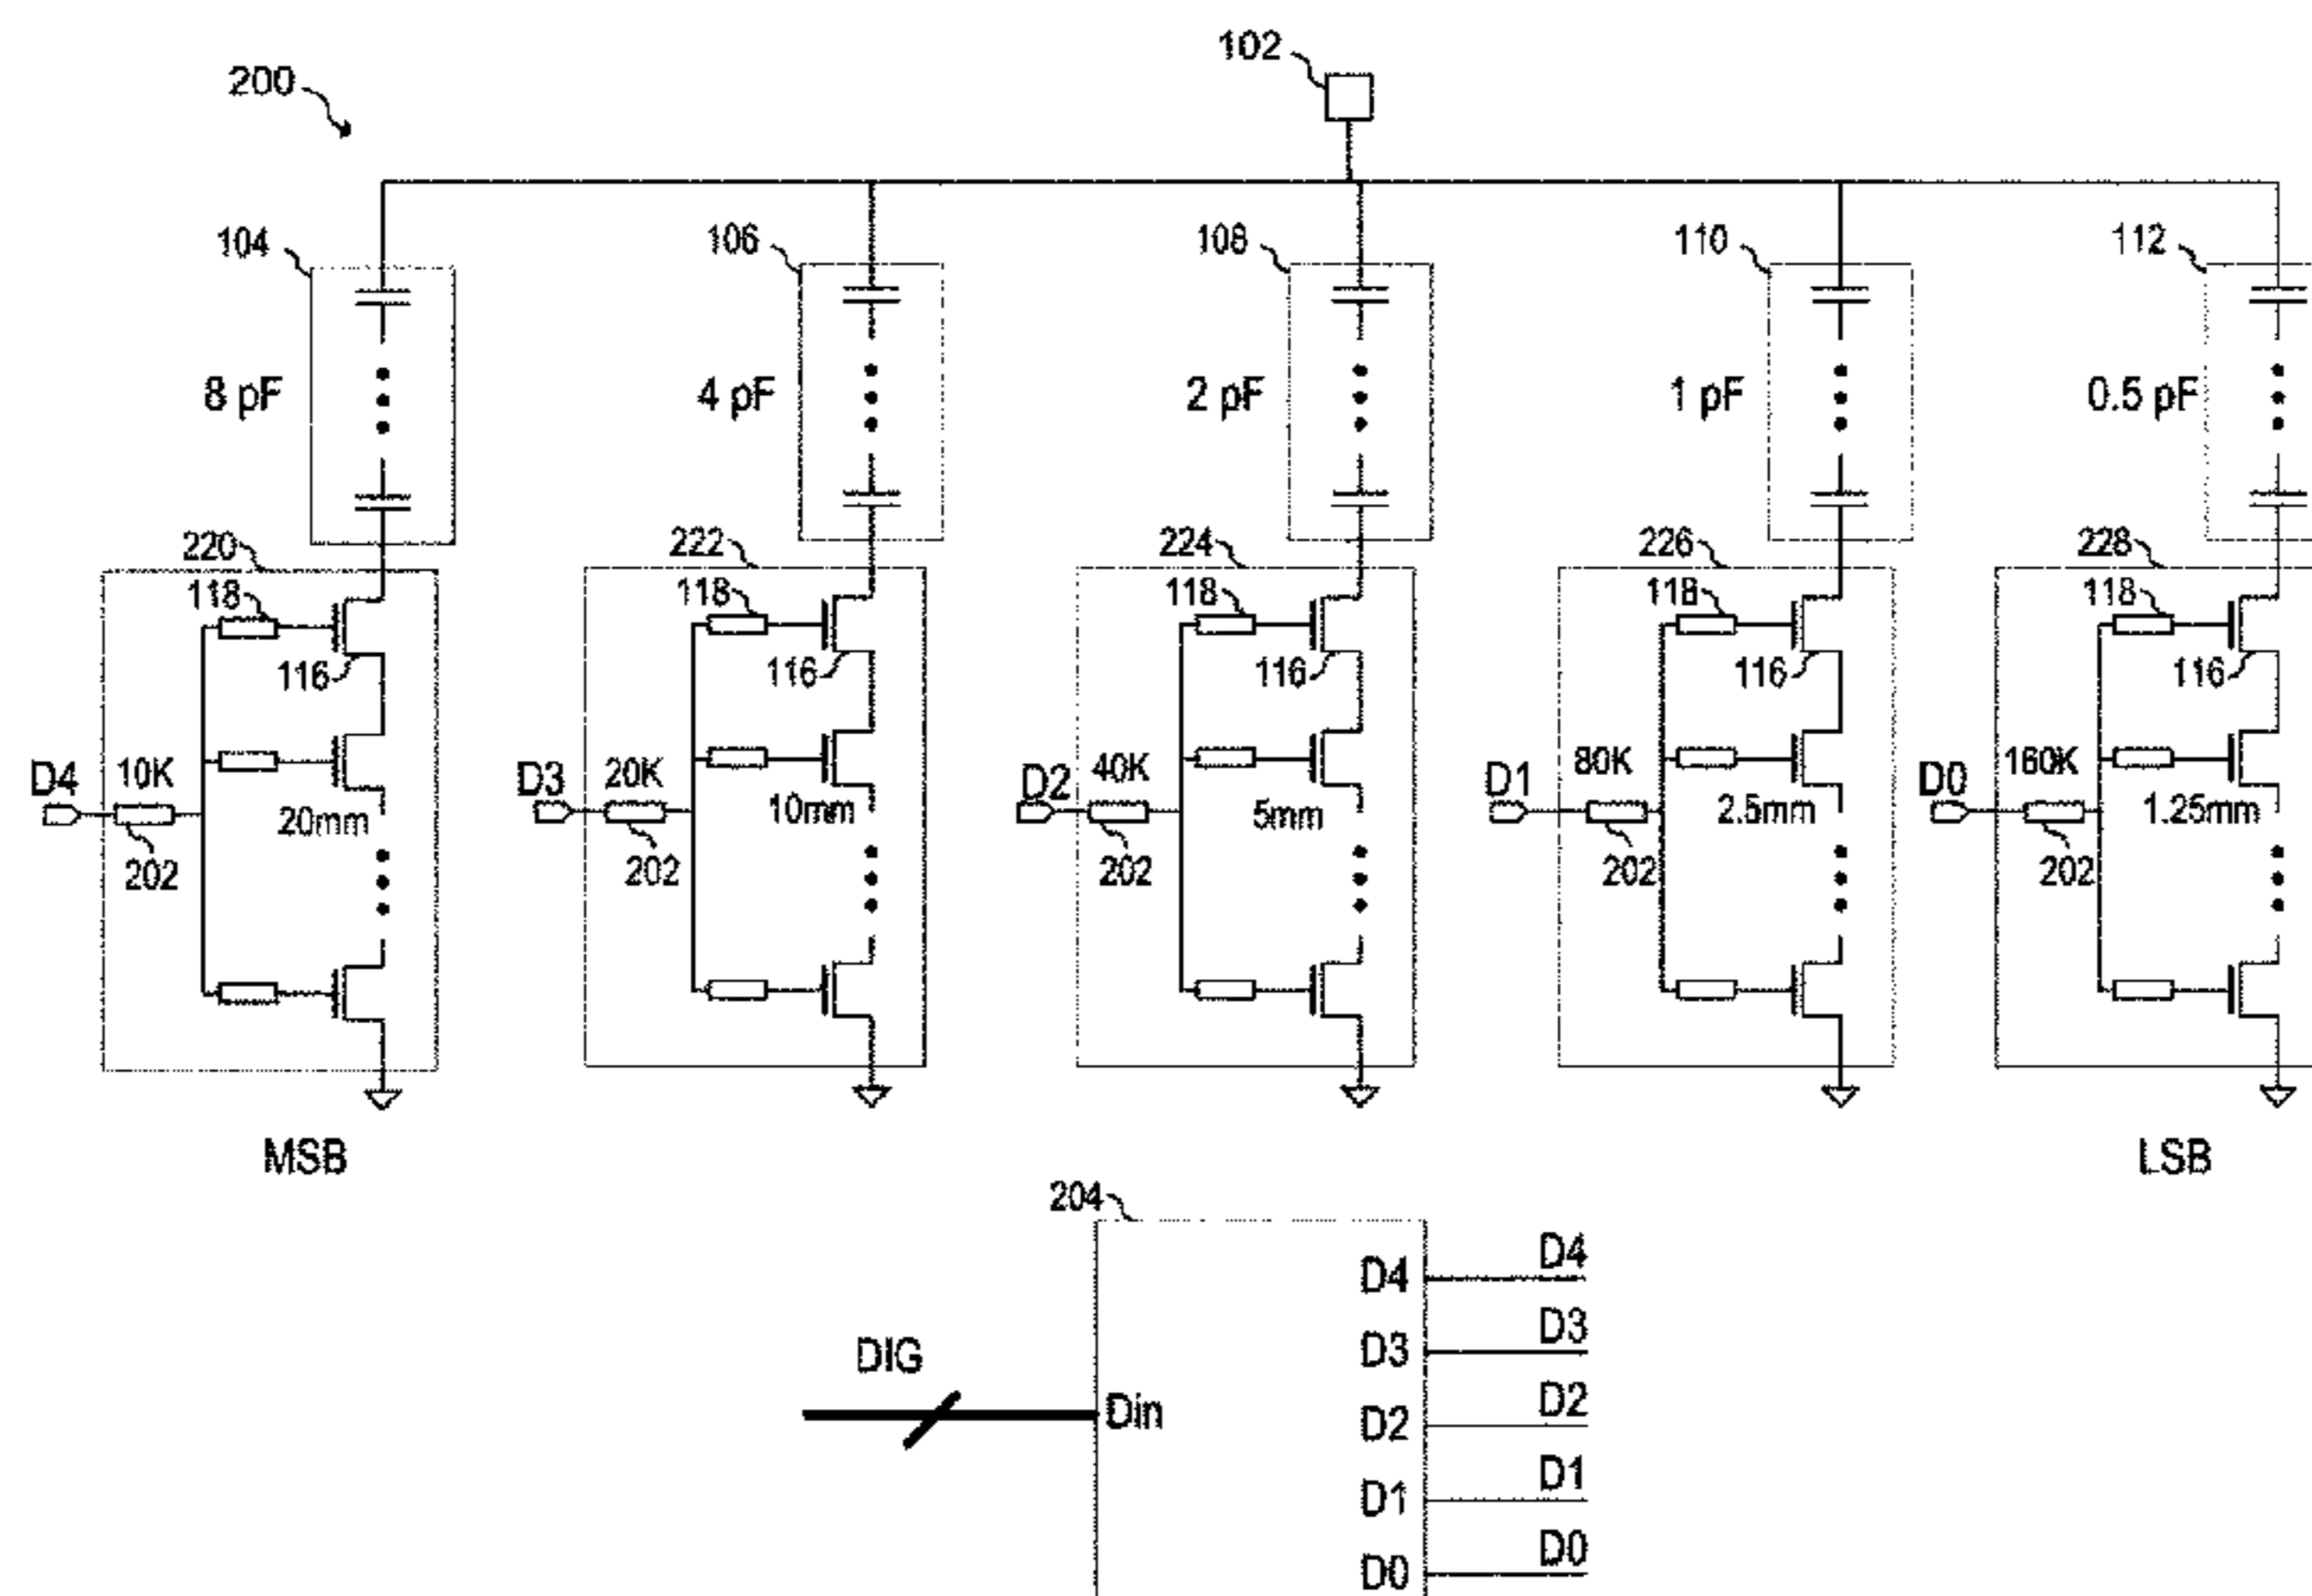 102
200
104
106
108
110
112
8 pF
4 pF
2 pF
1 pF
0.5 pF
220
222
224
226
228
118
118
118
118
118
116
116
116
116
116
D4
10K
D3
20K
D2
40K
D1
80K
D0
160K
20mm
10mm
5mm
2.5mm
1.25mm
202
202
202
202
202
MSB
LSB
204
D4
D4
D3
D3
DIG
Din
D2
D2
D1
D1
D0
D0